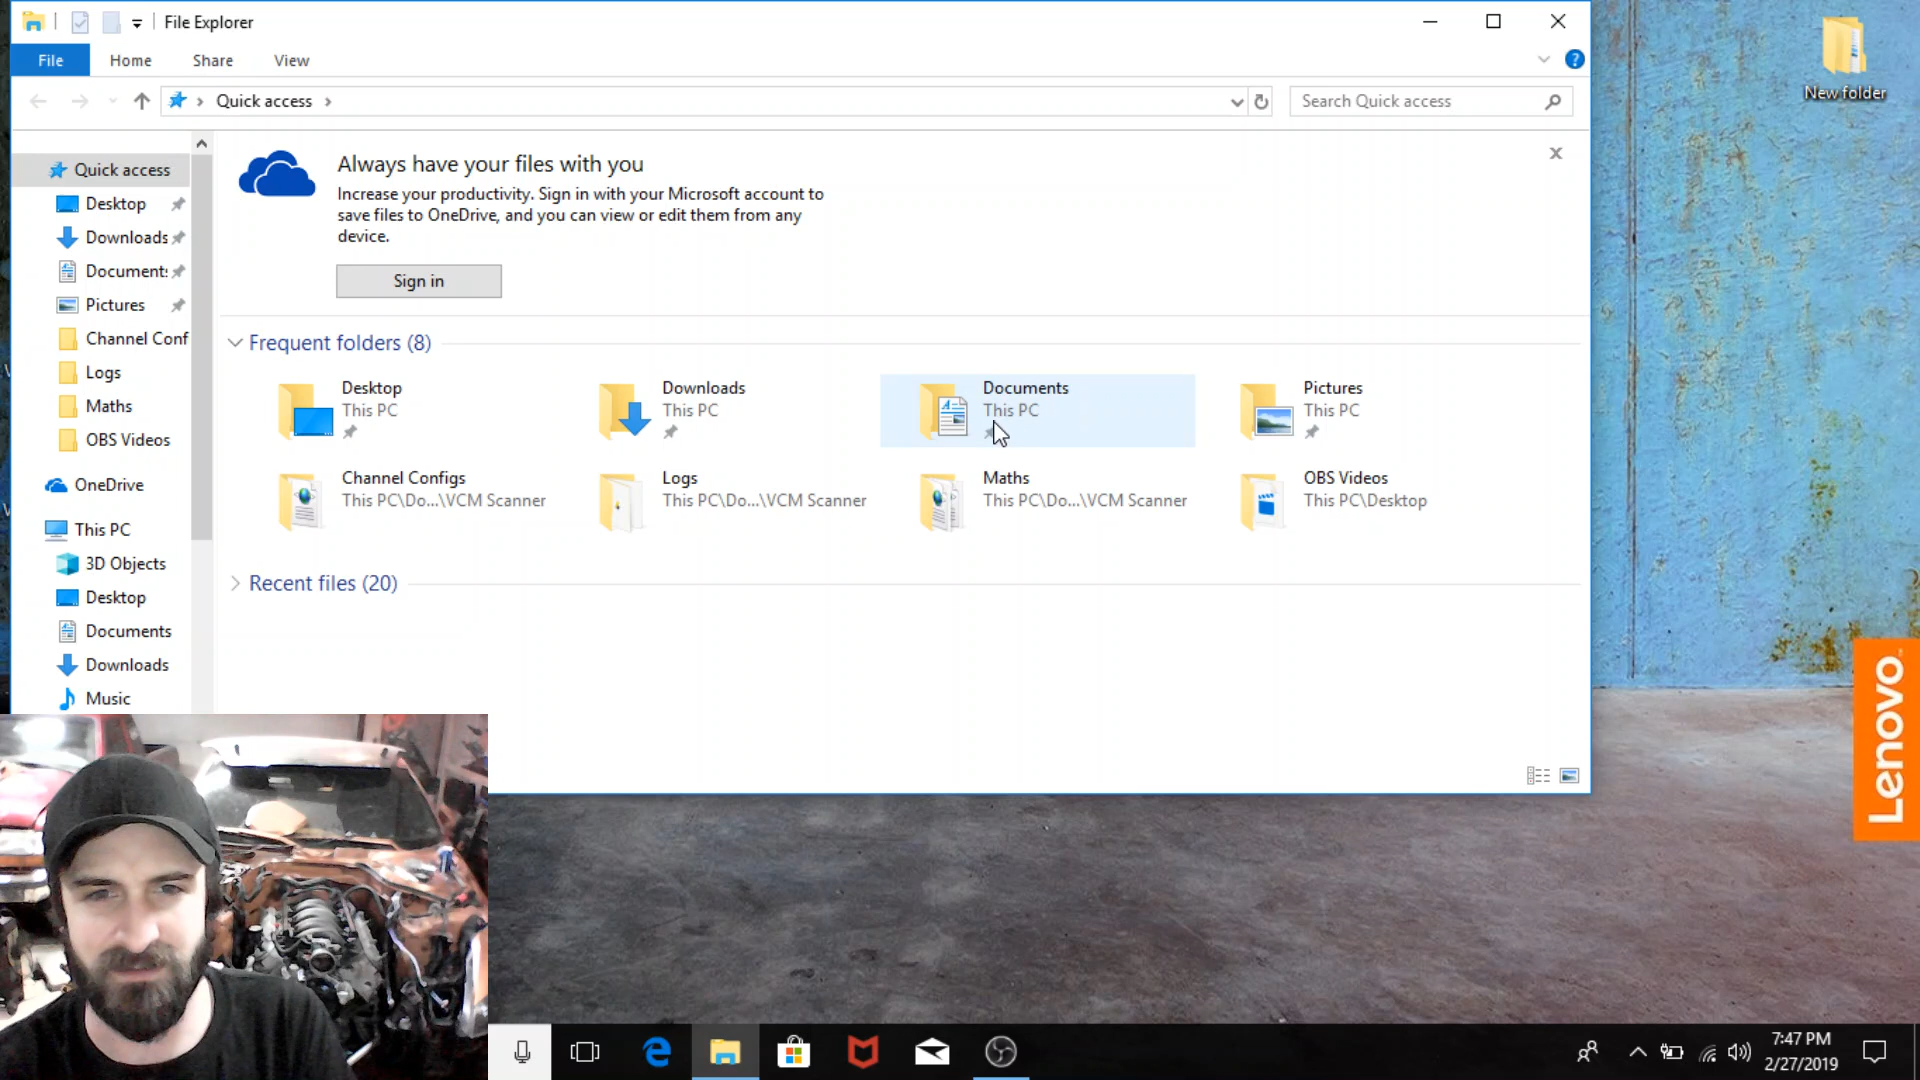 File Explorer
File
Home
Share
View
Quick access
Search Quick access
New folder
Quick access
Desktop
Downloads
Document:
Pictures
Channel Conf
Logs
Maths
OBS Videos
OneDrive
This PC
3D Objects
Desktop
Documents
Downloads
Music
Always have your files with you
Increase your productivity. Sign in with your Microsoft account to
save files to OneDrive, and you can view or edit them from any
device.
Sign in
Frequent folders (8)
Desktop
This PC
Downloads
This PC
Documents
This PC
Pictures
This PC
Channel Configs
This PC\Do...\VCM Scanner
Logs
This PC\Do...\VCM Scanner
Maths
This PC\Do...\VCM Scanner
OBS Videos
This PC\Desktop
Recent files (20)
Lenovo
7:47 PM
2/27/2019